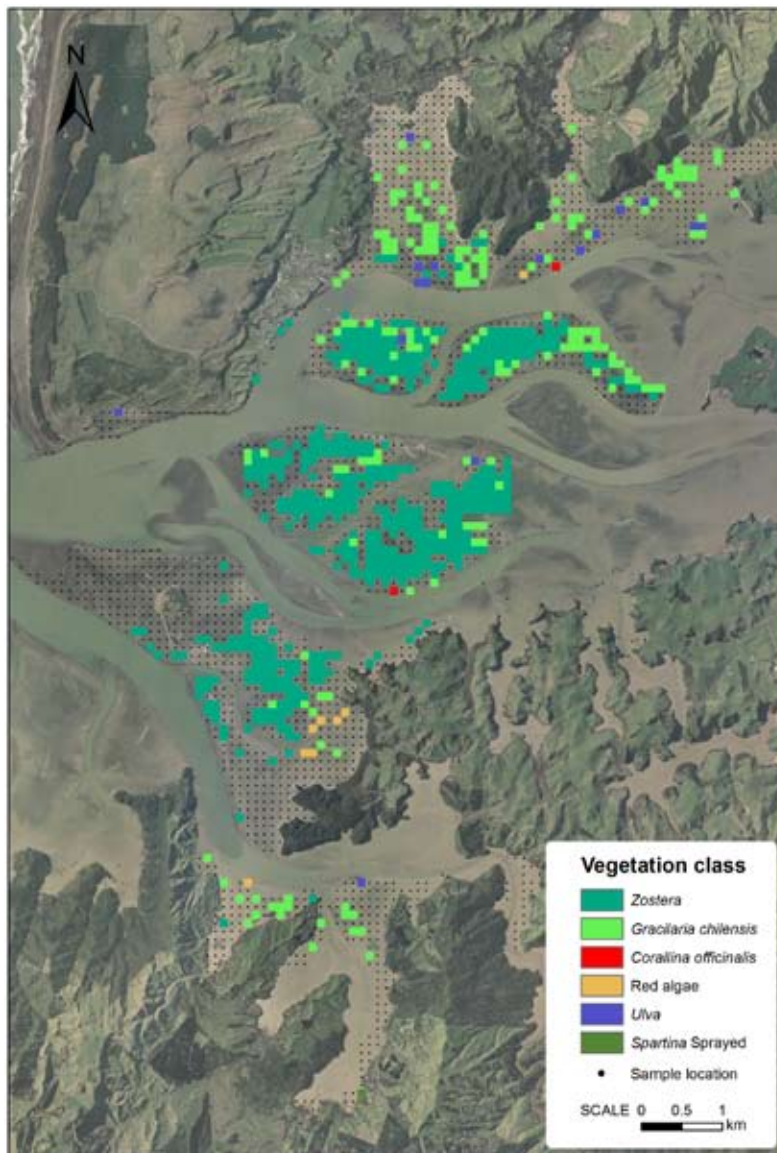 N
Vegetation class
Zostera
Gracilaria chilensis
Corallina officinalis
Red algae
Ulva
Spartina Sprayed
Sample location
SCALE 0 0.5 1
km